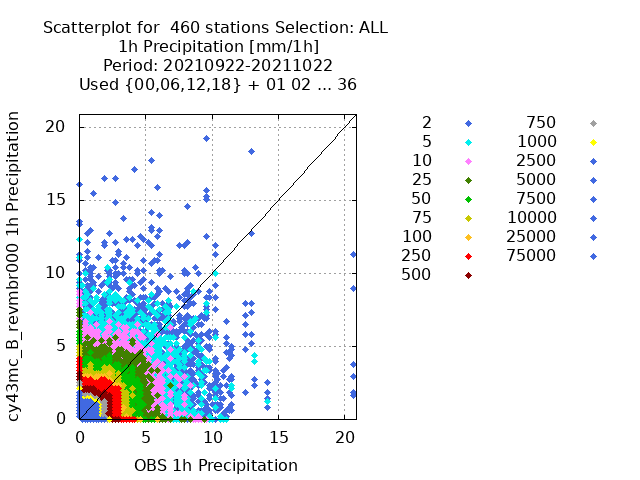 Scatterplot for  460 stations Selection: ALL
1h Precipitation [mm/1h]
Period: 20210922-20211022
Used {00,06,12,18} + 01 02 ... 36
cy43mc_B_revmbr000 1h Precipitation
20
15
10
5
0
0 5 10 15 20
OBS 1h Precipitation
2 750
5 1000
10 2500
25 5000
50 7500
75 10000
100 25000
250 75000
500